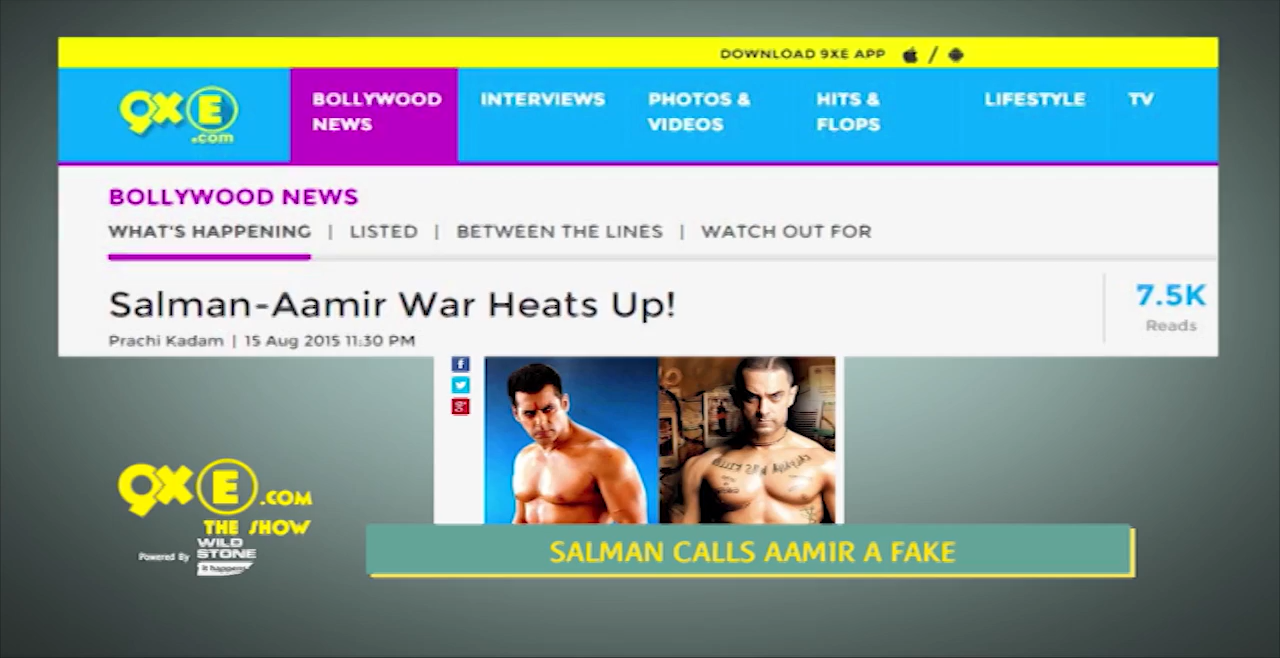 DOWNLOAD 9XE APP /
9XE
.com
BOLLYWOOD
NEWS
INTERVIEWS
PHOTOS &
VIDEOS
HITS &
FLOPS
LIFESTYLE
TV
BOLLYWOOD NEWS
WHAT'S HAPPENING | LISTED | BETWEEN THE LINES | WATCH OUT FOR
Salman-Aamir War Heats Up!
7.5K
Reads
Prachi Kadam | 15 Aug 2015 11:30 PM
9XE.COM
THE SHOW
Powered By WILD
STONE
it happens
SALMAN CALLS AAMIR A FAKE